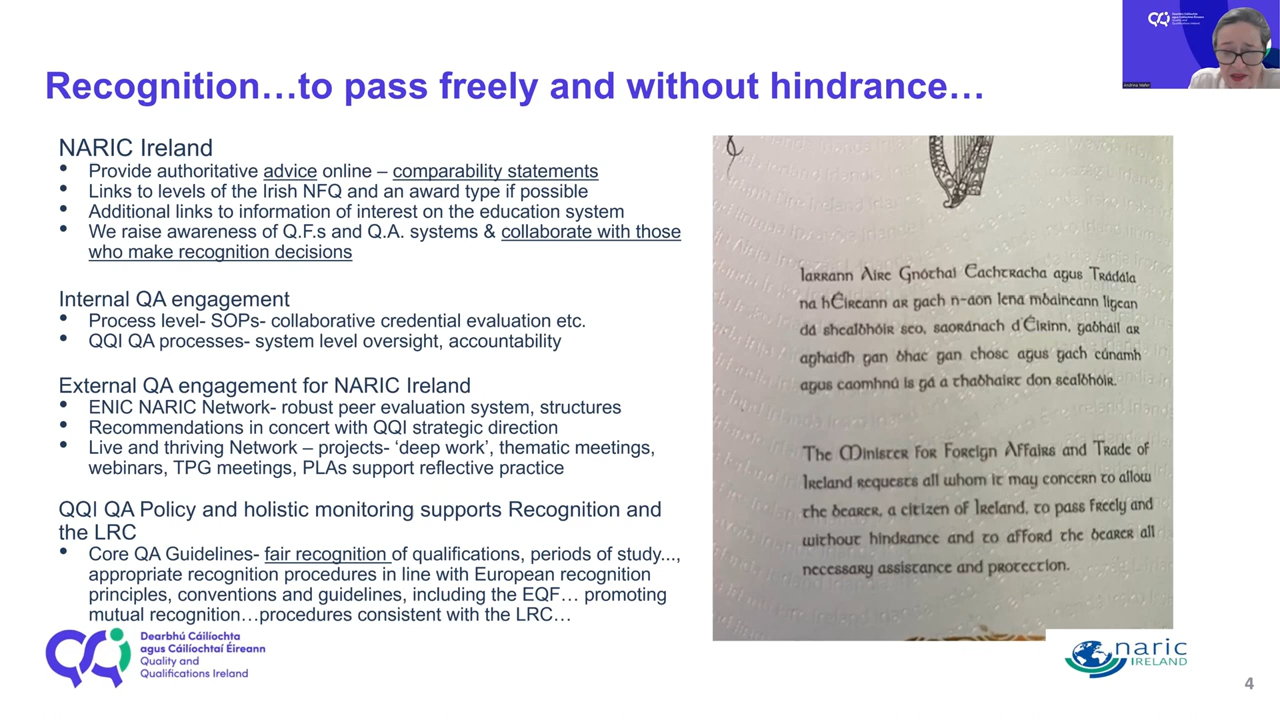 Recognition…to pass freely and without hindrance…
NARIC Ireland
• Provide authoritative advice online – comparability statements
• Links to levels of the Irish NFQ and an award type if possible
• Additional links to information of interest on the education system
• We raise awareness of Q.F.s and Q.A. systems & collaborate with those
who make recognition decisions
Internal QA engagement
• Process level- SOPs- collaborative credential evaluation etc.
• QQI QA processes- system level oversight, accountability
External QA engagement for NARIC Ireland
• ENIC NARIC Network- robust peer evaluation system, structures
• Recommendations in concert with QQI strategic direction
• Live and thriving Network – projects- ‘deep work’, thematic meetings,
webinars, TPG meetings, PLAs support reflective practice
QQI QA Policy and holistic monitoring supports Recognition and
the LRC
• Core QA Guidelines- fair recognition of qualifications, periods of study...,
appropriate recognition procedures in line with European recognition
principles, conventions and guidelines, including the EQF… promoting
mutual recognition…procedures consistent with the LRC…
Iarrann Aire Gnóthaí Eachtracha agus Trádála
na hÉireann ar gach n-aon lena mbaineann ligean
dá shealbhóir seo, saoránach d'Éirinn, gabháil ar
aghaidh gan bhac gan chosc agus gach cúnamh
agus caomhnú is gá a thabhairt don sealbhóir.
The Minister for Foreign Affairs and Trade of
Ireland requests all whom it may concern to allow
the bearer, a citizen of Ireland, to pass freely and
without hindrance and to afford the bearer all
necessary assistance and protection.
Dearbhú Cáilíochta
agus Cáilíochtaí Éireann
Quality and
Qualifications Ireland
naric
IRELAND
4